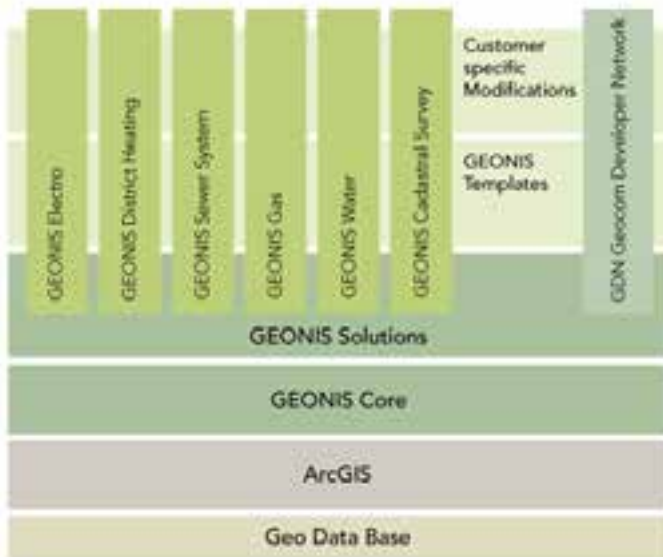 Customer
specific
Modifications
GEONIS
Templates
GEONIS Electro
GEONIS District Heating
GEONIS Sewer System
GEONIS Gas
GEONIS Water
GEONIS Cadastral Survey
GDN Geocom Developer Network
GEONIS Solutions
GEONIS Core
ArcGIS
Geo Data Base